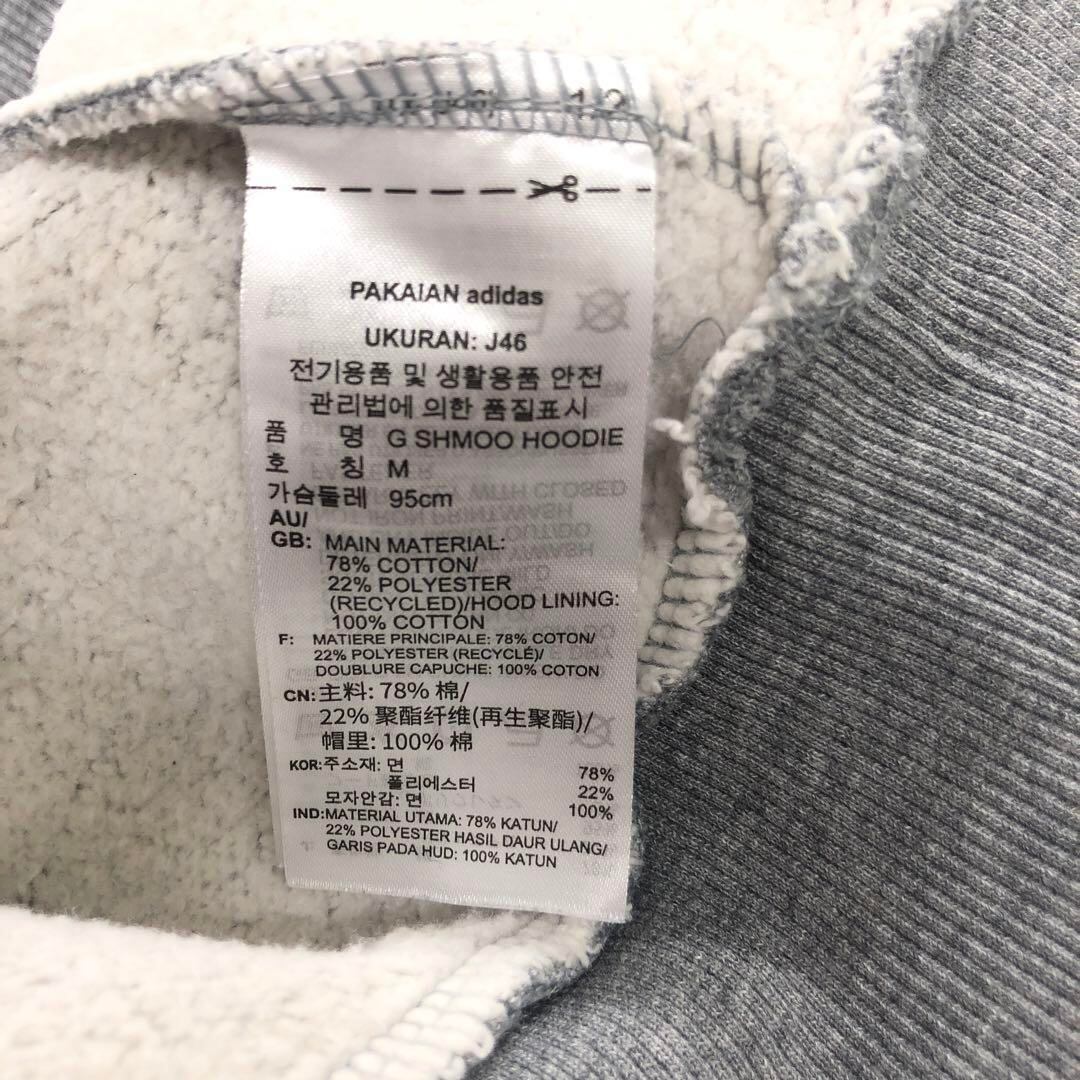 PAKAIAN adidas
UKURAN: J46
전기용품 및 생활용품 안전
관리법에 의한 품질표시
품 명 G SHMOO HOODIE
호 칭 M
가슴둘레 95cm
AU/
GB: MAIN MATERIAL:
78% COTTON/
22% POLYESTER
(RECYCLED)/HOOD LINING:
100% COTTON
F: MATIERE PRINCIPALE: 78% COTON/
22% POLYESTER (RECYCLÉ)/
DOUBLURE CAPUCHE: 100% COTON
CN: 主料: 78% 棉/
22% 聚酯纤维(再生聚酯)/
帽里: 100% 棉
KOR: 주소재: 면 78%
폴리에스터 22%
모자안감: 면 100%
IND: MATERIAL UTAMA: 78% KATUN/
22% POLYESTER HASIL DAUR ULANG/
GARIS PADA HUD: 100% KATUN